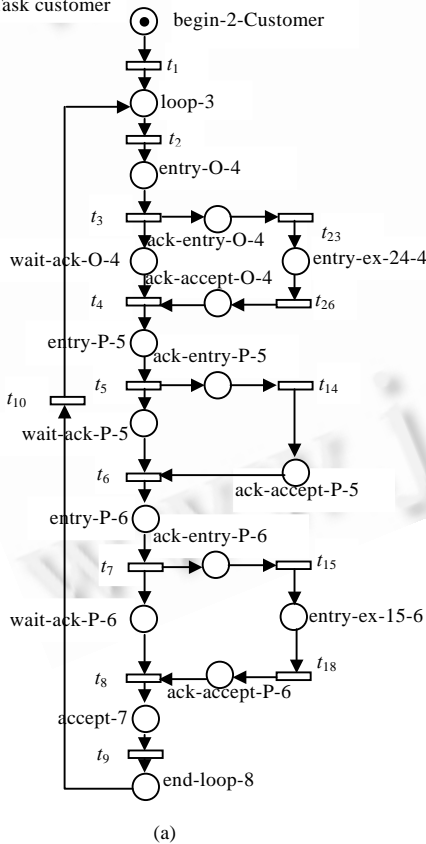 ask customer
begin-2-Customer
t1
loop-3
t2
entry-O-4
t3
ack-entry-O-4
t23
wait-ack-O-4
entry-ex-24-4
ack-accept-O-4
t4
t26
entry-P-5
ack-entry-P-5
t5
t14
t10
wait-ack-P-5
t6
ack-accept-P-5
entry-P-6
ack-entry-P-6
t7
t15
wait-ack-P-6
entry-ex-15-6
t18
t8
ack-accept-P-6
accept-7
t9
end-loop-8
(a)